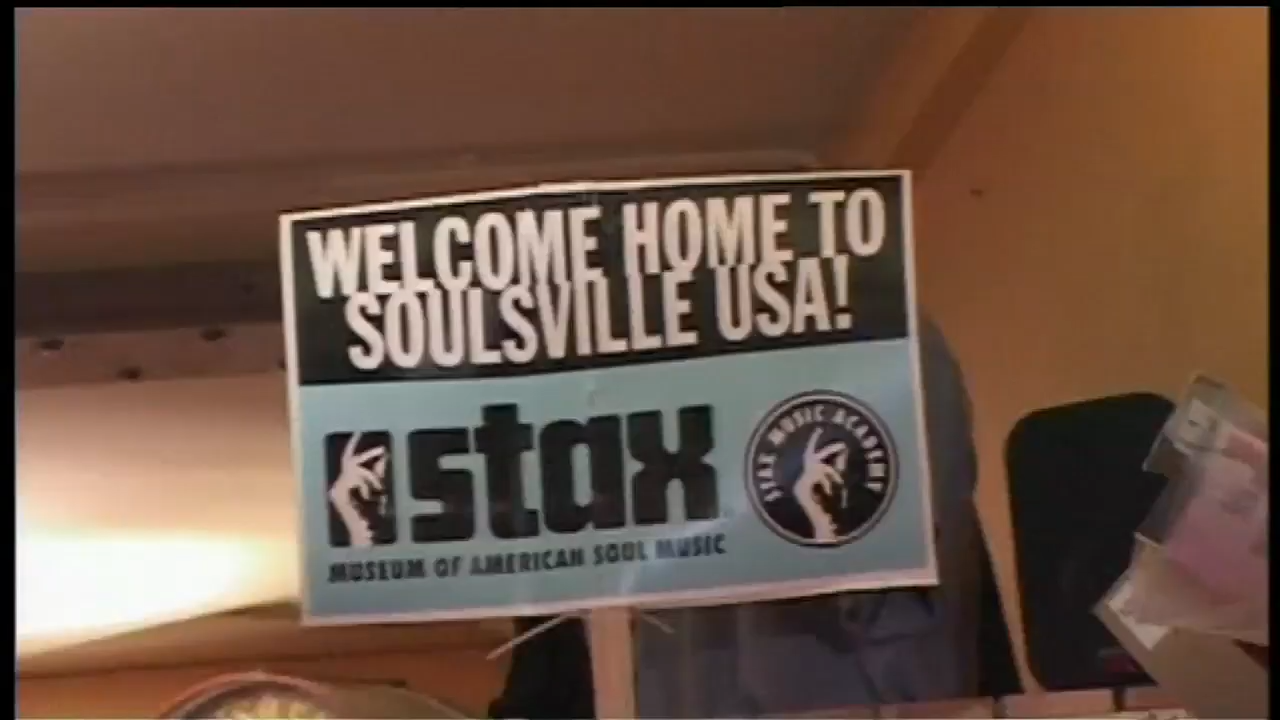 WELCOME HOME TO
SOULSVILLE USA!
stax
MUSEUM OF AMERICAN SOUL MUSIC
STAX MUSIC ACADEMY